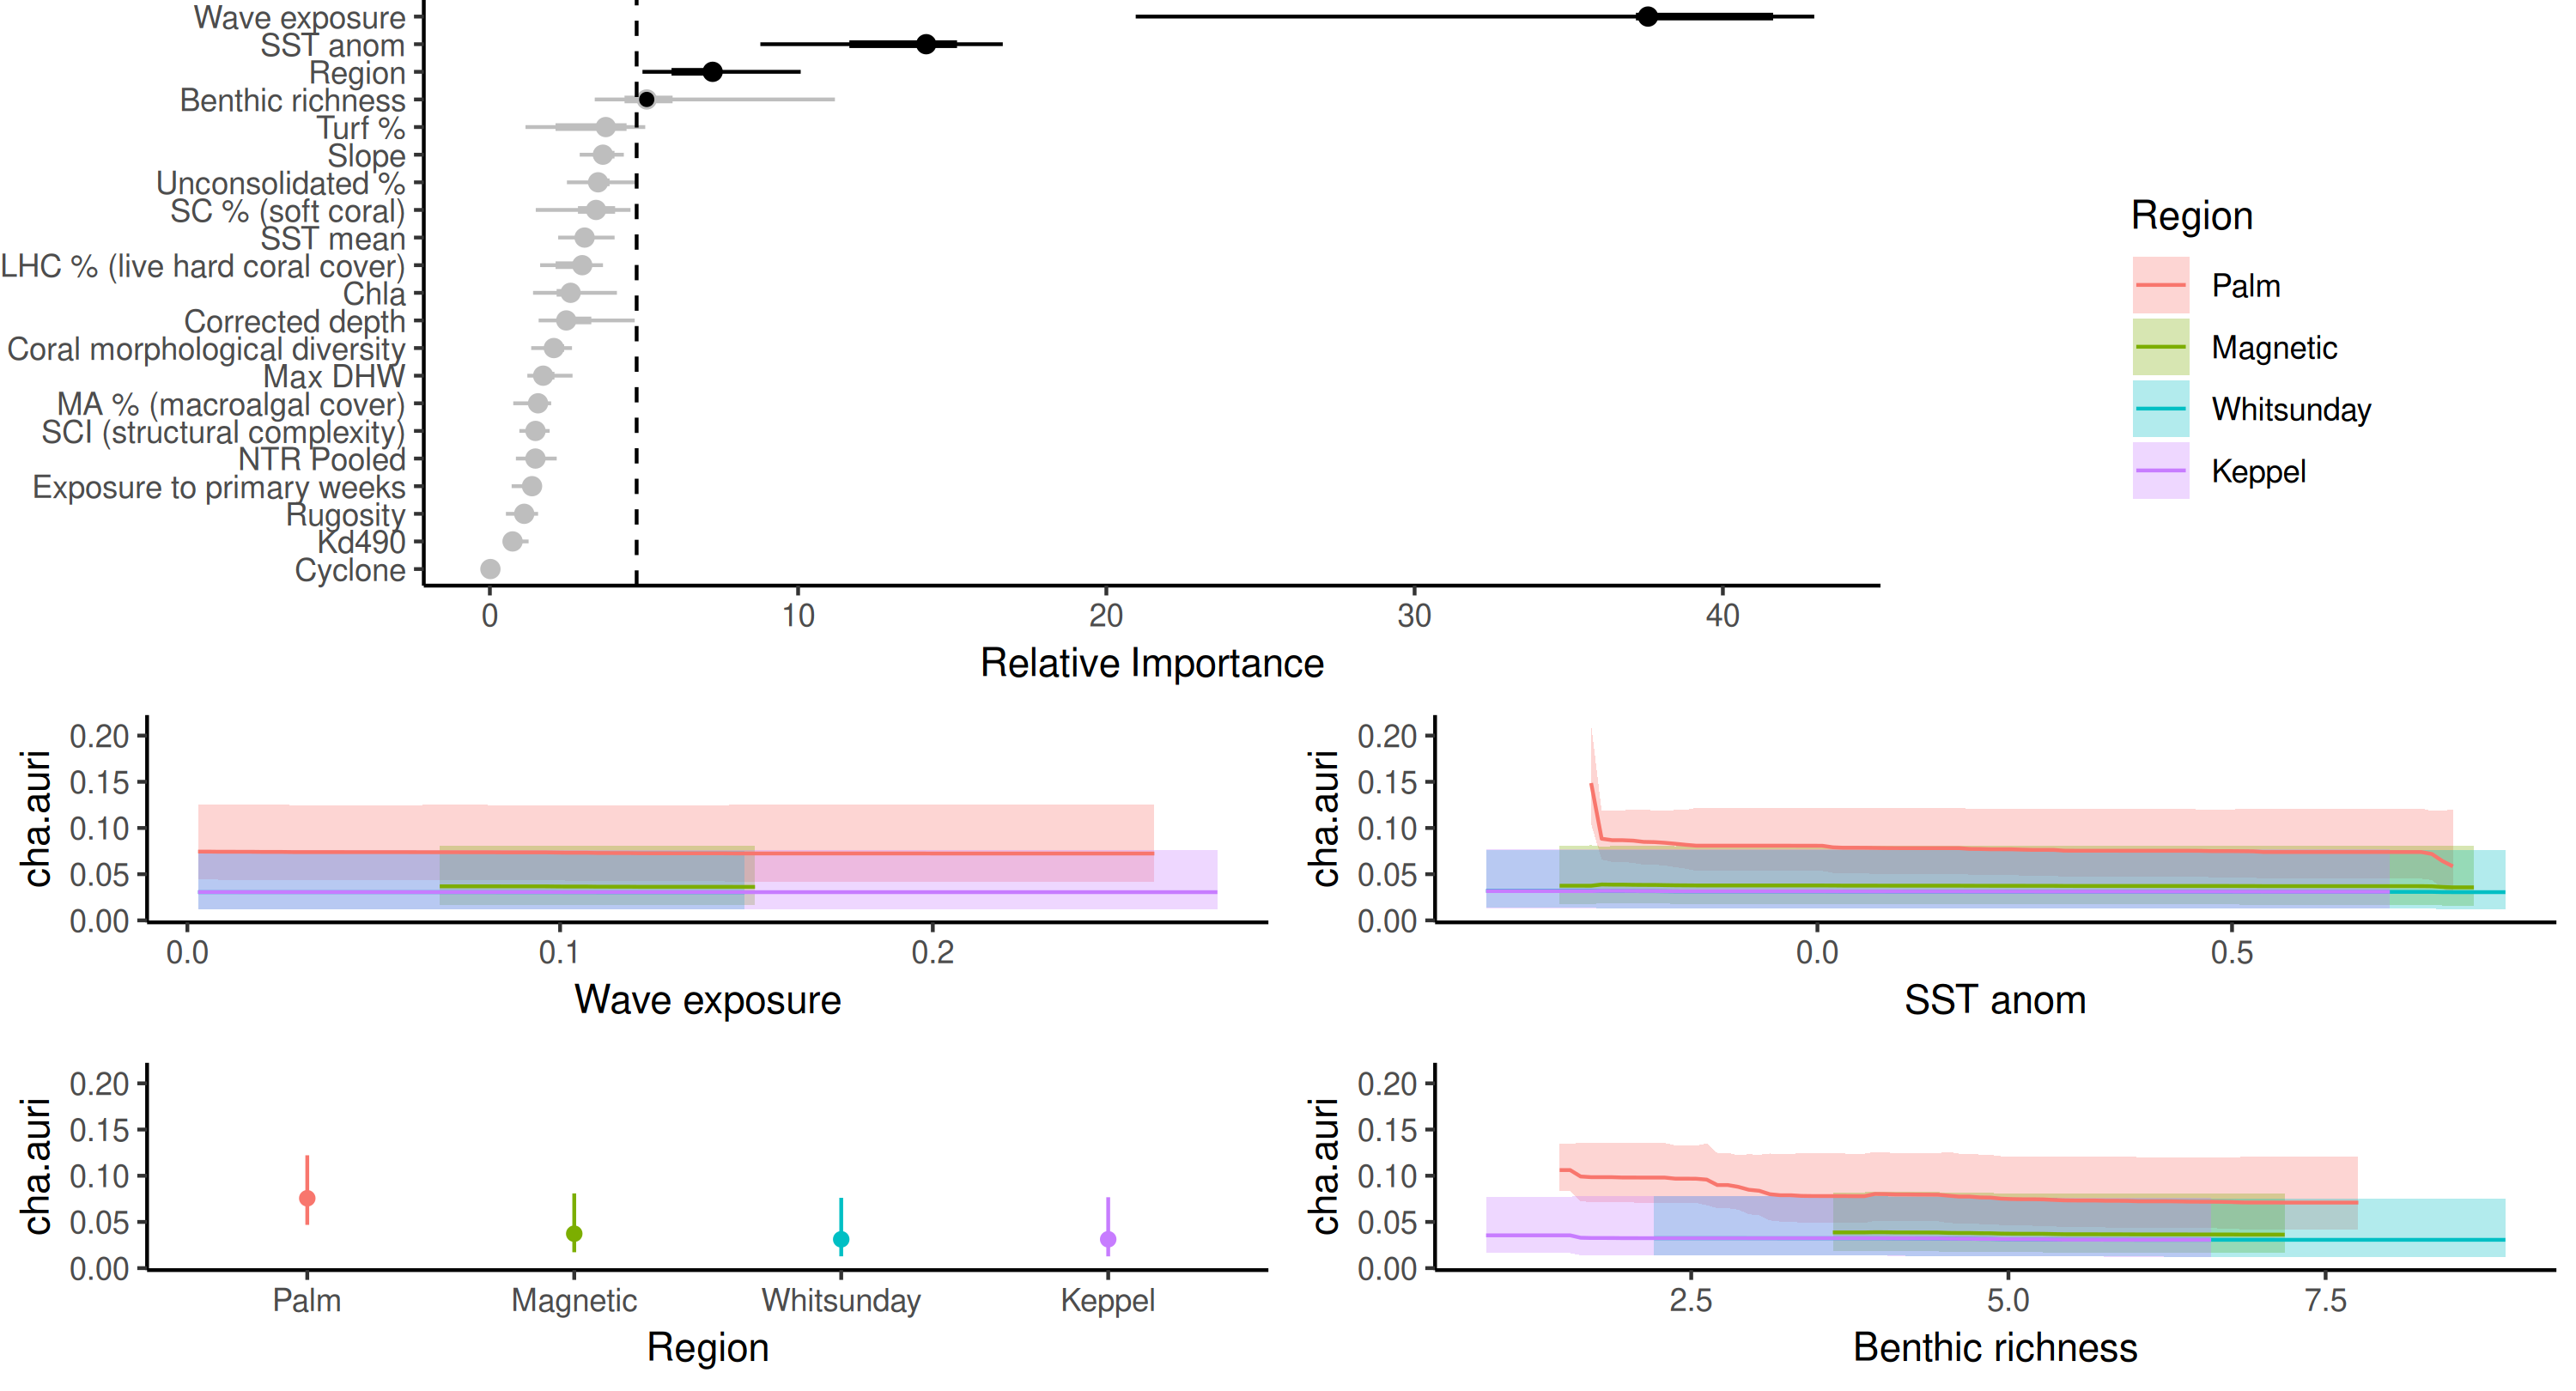 Wave exposure
SST anom
Region
Benthic richness
Turf %
Slope
Unconsolidated %
SC % (soft coral)
SST mean
LHC % (live hard coral cover)
Chla
Corrected depth
Coral morphological diversity
Max DHW
MA % (macroalgal cover)
SCI (structural complexity)
NTR Pooled
Exposure to primary weeks
Rugosity
Kd490
Cyclone
0 10 20 30 40
Relative Importance
Region
Palm
Magnetic
Whitsunday
Keppel
cha.auri
0.20
0.15
0.10
0.05
0.00
0.0 0.1 0.2
Wave exposure
cha.auri
0.20
0.15
0.10
0.05
0.00
0.0 0.5
SST anom
cha.auri
0.20
0.15
0.10
0.05
0.00
Palm Magnetic Whitsunday Keppel
Region
cha.auri
0.20
0.15
0.10
0.05
0.00
2.5 5.0 7.5
Benthic richness